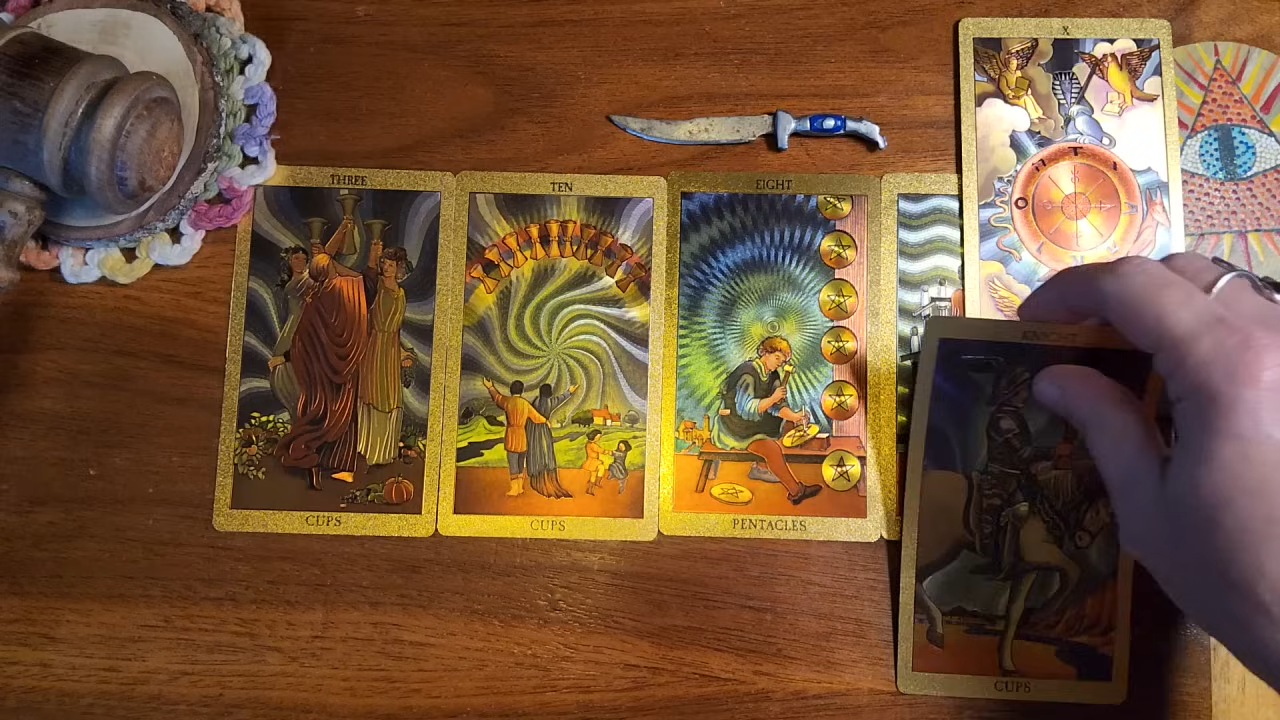 X
THREE
TEN
EIGHT
T
A
R
O
KNIGHT
CUPS
CUPS
PENTACLES
CUPS